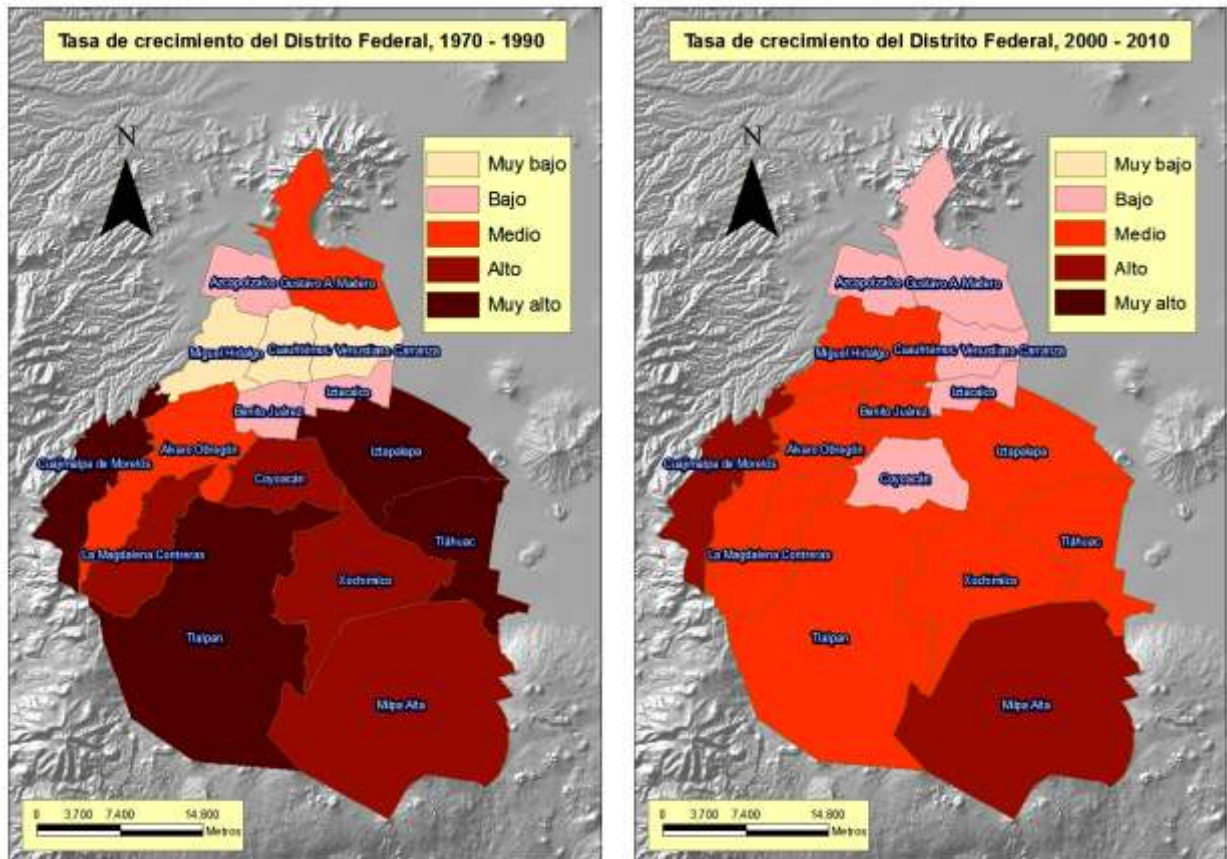 Tasa de crecimiento del Distrito Federal, 1970 - 1990
N
Muy bajo
Bajo
Medio
Alto
Muy alto
Azcapotzalco Gustavo A. Madero
Miguel Hidalgo Cuauhtémoc Venustiano Carranza
Iztacalco
Benito Juárez
Álvaro Obregón
Iztapalapa
Cuajimalpa de Morelos
Coyoacán
Tláhuac
La Magdalena Contreras
Xochimilco
Tlalpan
Milpa Alta
0 3.700 7.400 14.800
Metros
Tasa de crecimiento del Distrito Federal, 2000 - 2010
N
Muy bajo
Bajo
Medio
Alto
Muy alto
Azcapotzalco Gustavo A. Madero
Miguel Hidalgo Cuauhtémoc Venustiano Carranza
Iztacalco
Benito Juárez
Álvaro Obregón
Iztapalapa
Cuajimalpa de Morelos
Coyoacán
Tláhuac
La Magdalena Contreras
Xochimilco
Tlalpan
Milpa Alta
0 3.700 7.400 14.800
Metros